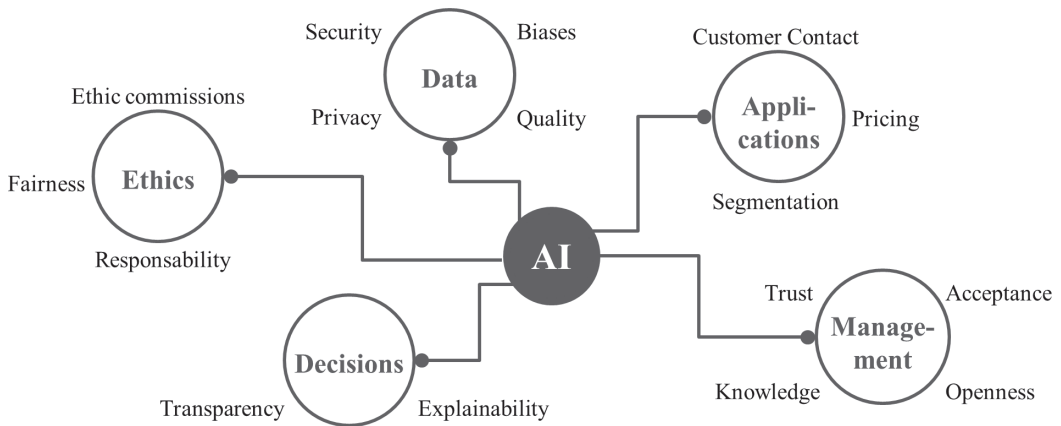 Security
Biases
Data
Privacy
Quality
Customer Contact
Appli-
cations
Pricing
Segmentation
Ethic commissions
Fairness
Ethics
Responsability
AI
Trust
Acceptance
Manage-
ment
Knowledge
Openness
Decisions
Transparency
Explainability